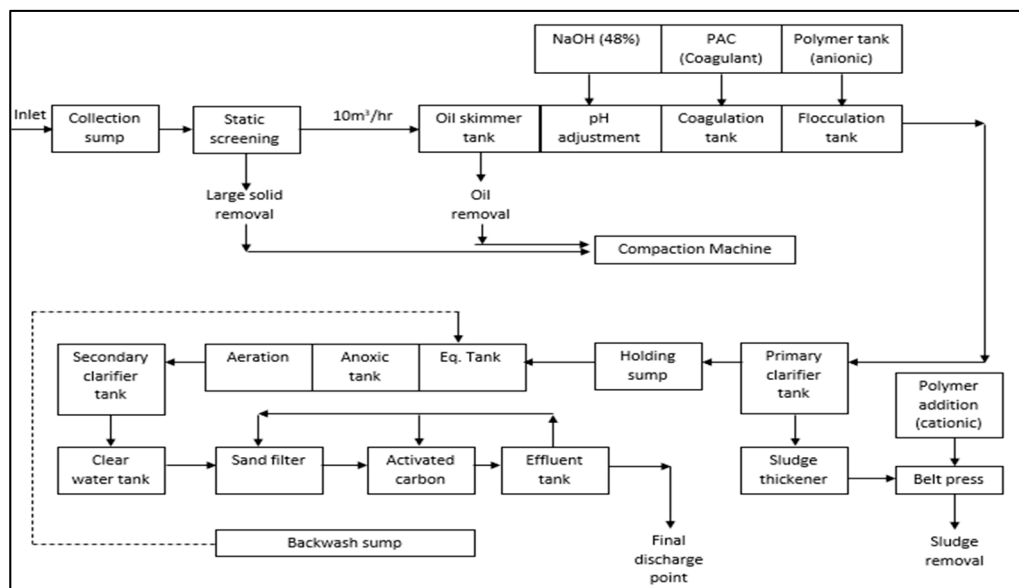 NaOH (48%)
PAC
(Coagulant)
Polymer tank
(anionic)
Inlet
Collection
sump
Static
screening
10m³/hr
Oil skimmer
tank
pH
adjustment
Coagulation
tank
Flocculation
tank
Large solid
removal
Oil
removal
Compaction Machine
Secondary
clarifier
tank
Aeration
Anoxic
tank
Eq. Tank
Holding
sump
Primary
clarifier
tank
Polymer
addition
(cationic)
Clear
water tank
Sand filter
Activated
carbon
Effluent
tank
Sludge
thickener
Belt press
Backwash sump
Final
discharge
point
Sludge
removal